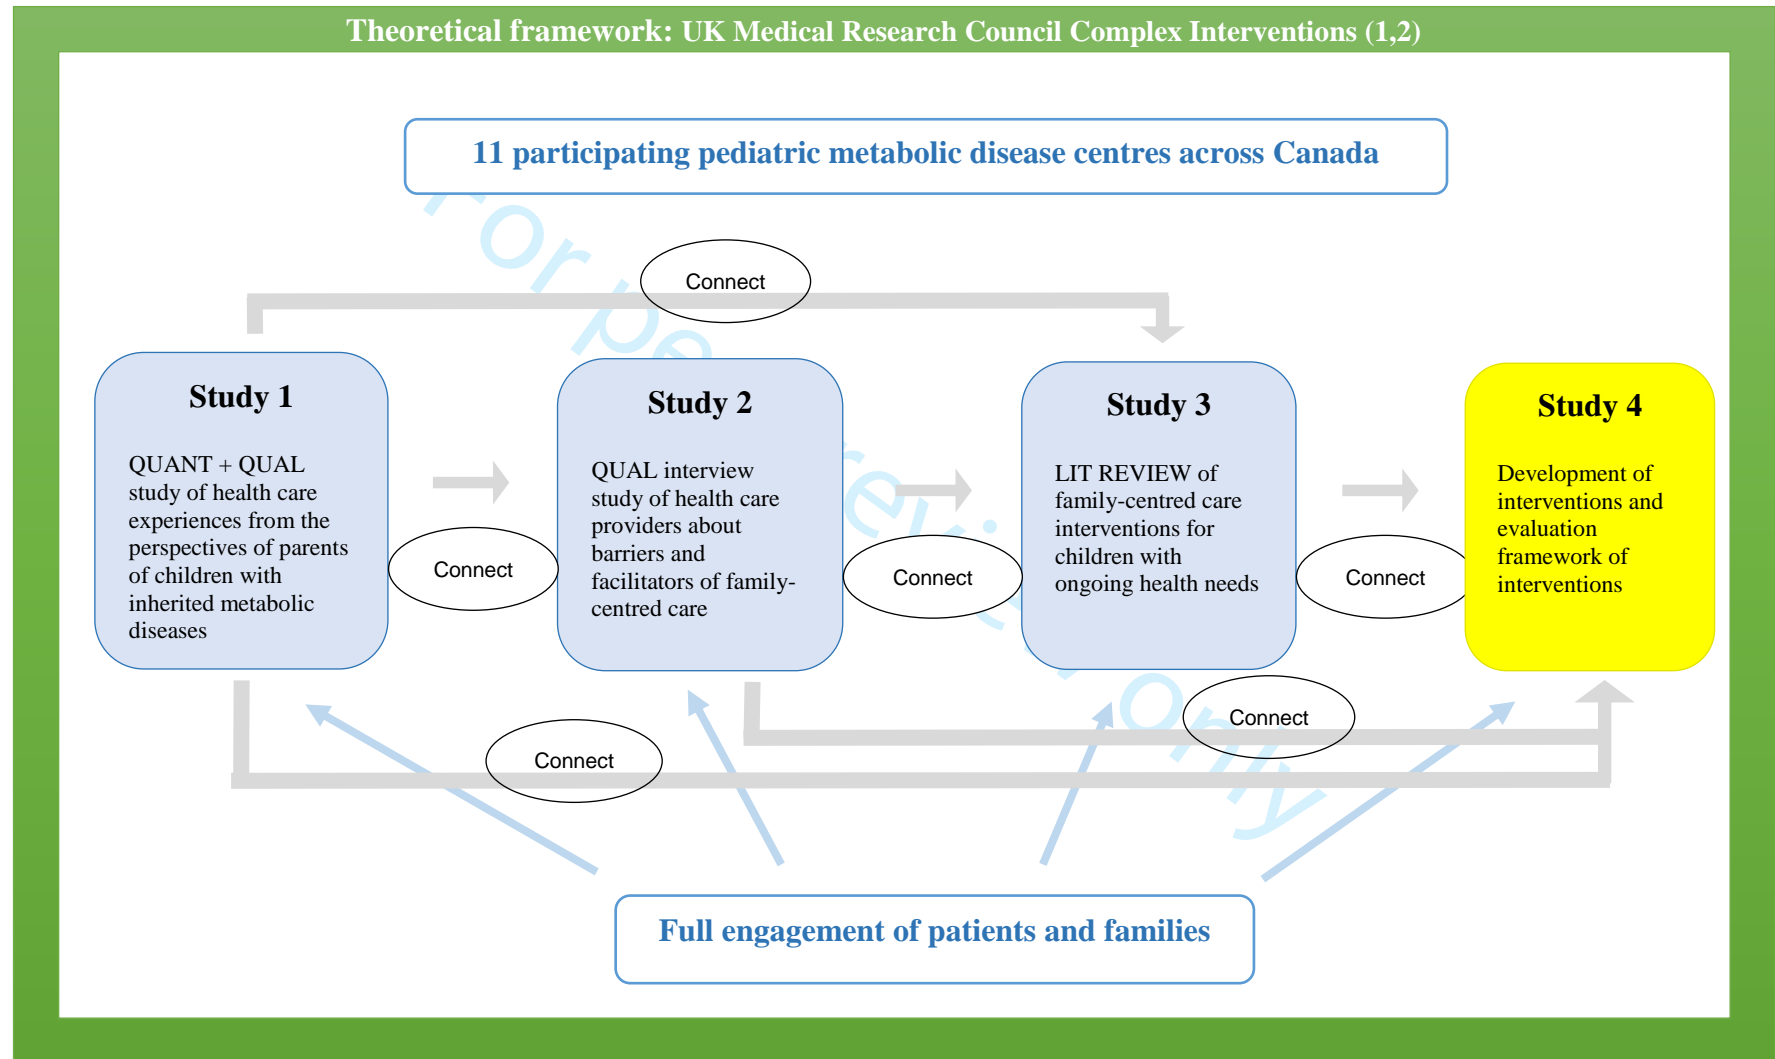 Theoretical framework: UK Medical Research Council Complex Interventions (1,2)
11 participating pediatric metabolic disease centres across Canada
For peer review only
Connect
Study 1
QUANT + QUAL
study of health care
experiences from the
perspectives of parents
of children with
inherited metabolic
diseases
Connect
Study 2
QUAL interview
study of health care
providers about
barriers and
facilitators of family-
centred care
Connect
Study 3
LIT REVIEW of
family-centred care
interventions for
children with
ongoing health needs
Connect
Study 4
Development of
interventions and
evaluation
framework of
interventions
Connect
Connect
Full engagement of patients and families